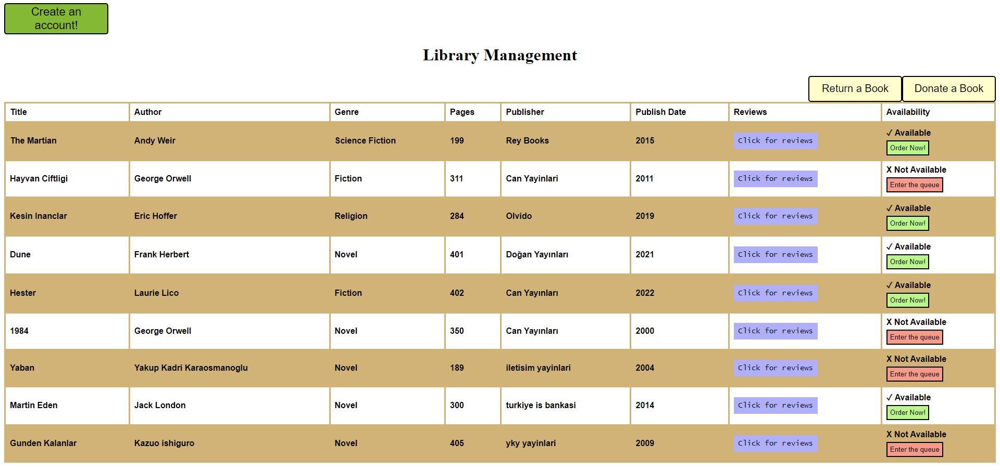 Create an
account!
Library Management
Return a Book Donate a Book
Title Author Genre Pages Publisher Publish Date Reviews Availability
The Martian Andy Weir Science Fiction 199 Rey Books 2015 Click for reviews ✓ Available
Order Now!
Hayvan Ciftligi George Orwell Fiction 311 Can Yayinlari 2011 Click for reviews X Not Available
Enter the queue
Kesin Inanclar Eric Hoffer Religion 284 Olvido 2019 Click for reviews ✓ Available
Order Now!
Dune Frank Herbert Novel 401 Doğan Yayınları 2021 Click for reviews ✓ Available
Order Now!
Hester Laurie Lico Fiction 402 Can Yayınları 2022 Click for reviews ✓ Available
Order Now!
1984 George Orwell Novel 350 Can Yayınları 2000 Click for reviews X Not Available
Enter the queue
Yaban Yakup Kadri Karaosmanoglu Novel 189 iletisim yayinlari 2004 Click for reviews X Not Available
Enter the queue
Martin Eden Jack London Novel 300 turkiye is bankasi 2014 Click for reviews ✓ Available
Order Now!
Gunden Kalanlar Kazuo ishiguro Novel 405 yky yayinlari 2009 Click for reviews X Not Available
Enter the queue